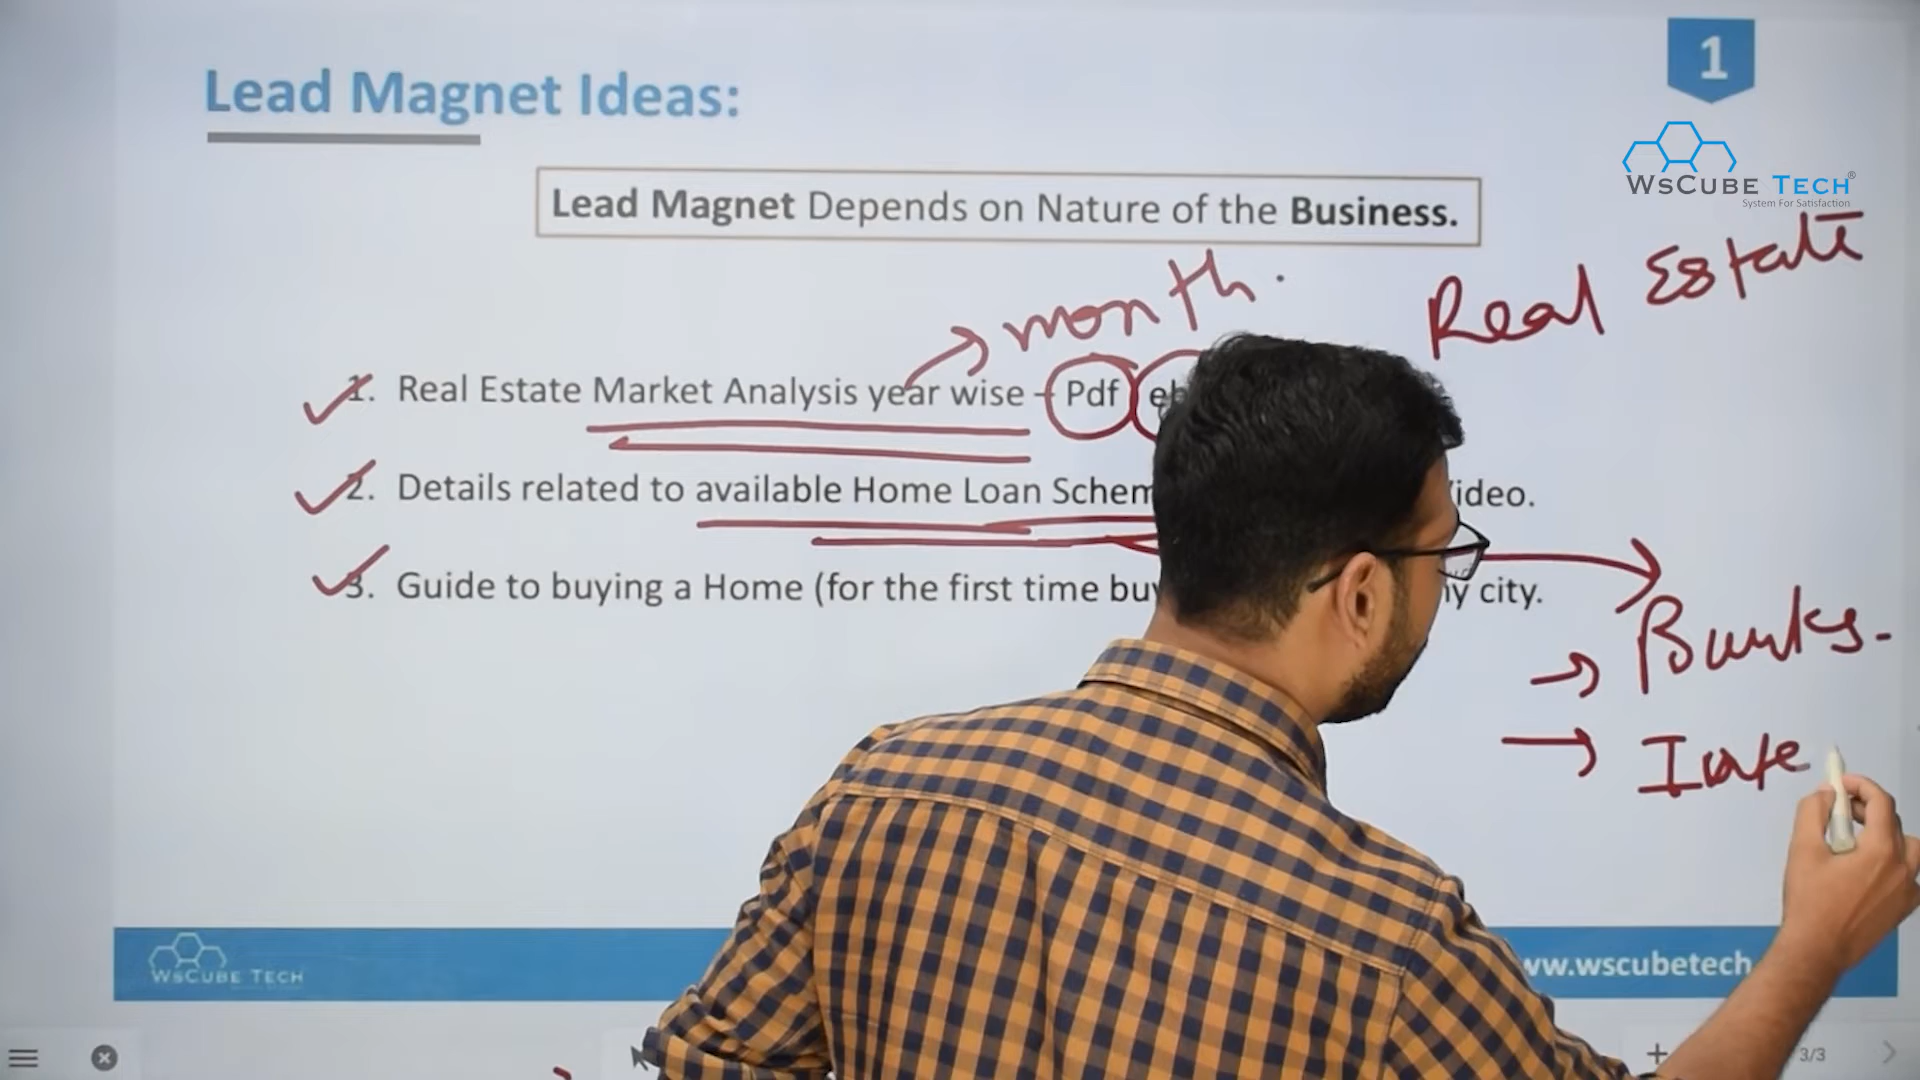 1
Lead Magnet Ideas:
WsCube Tech®
System For Satisfaction
Lead Magnet Depends on Nature of the Business.
Real Estate
month.
1. Real Estate Market Analysis year wise - Pdf
2. Details related to available Home Loan Schem ideo.
3. Guide to buying a Home (for the first time buy y city.
Banks.
Inte
WsCube Tech
ww.wscubetech
3/3